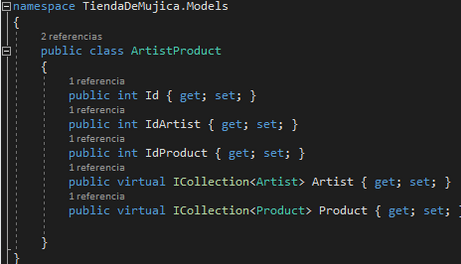 namespace TiendaDeMujica.Models
{
2 referencias
public class ArtistProduct
{
1 referencia
public int Id { get; set; }
1 referencia
public int IdArtist { get; set; }
1 referencia
public int IdProduct { get; set; }
1 referencia
public virtual ICollection<Artist> Artist { get; set; }
1 referencia
public virtual ICollection<Product> Product { get; set; }
}
}